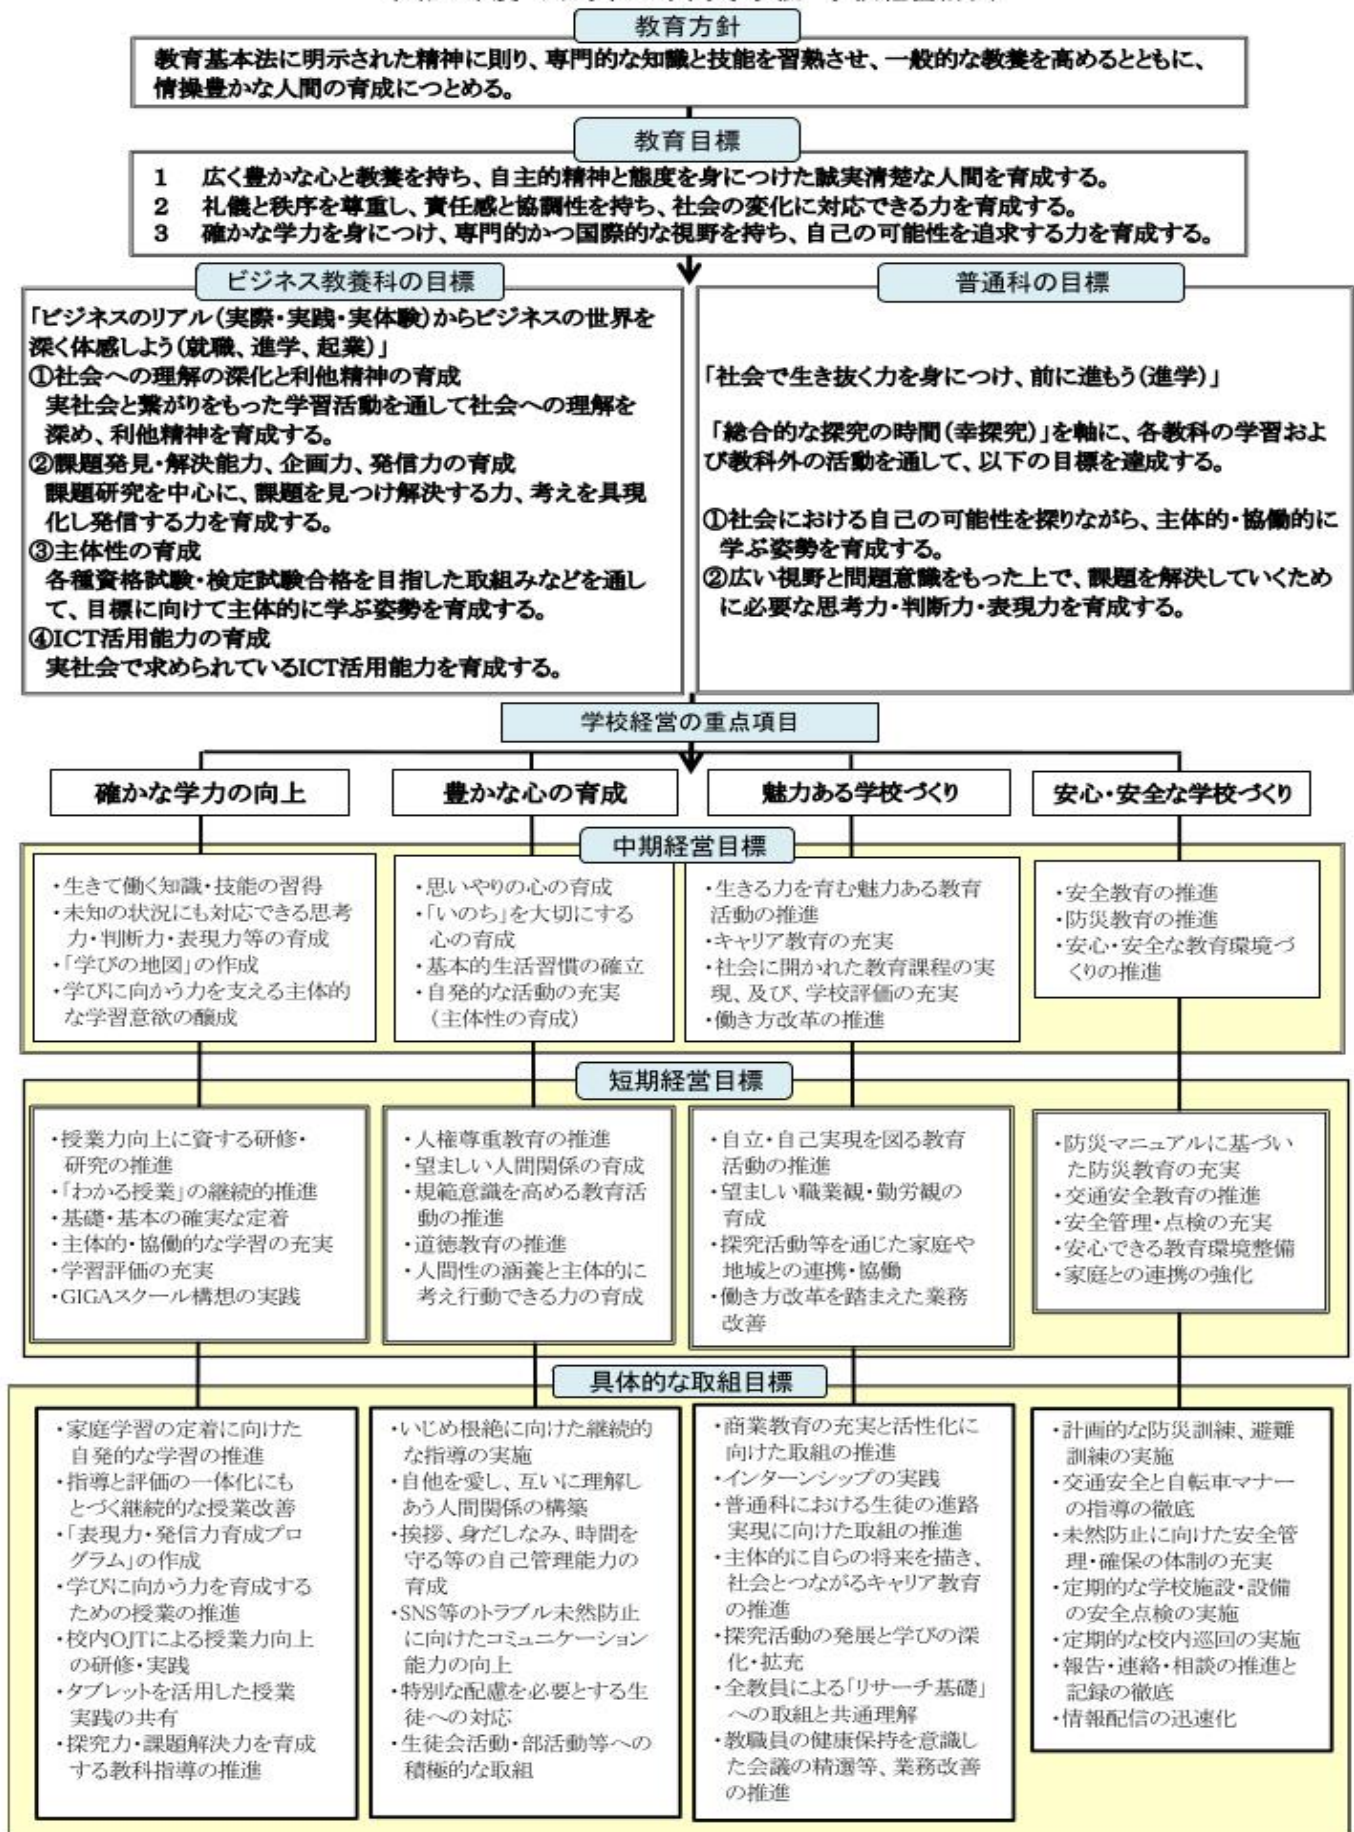 教育方針
教育基本法に明示された精神に則り、専門的な知識と技能を習熟させ、一般的な教養を高めるとともに、
情操豊かな人間の育成につとめる。
教育目標
1 広く豊かな心と教養を持ち、自主的精神と態度を身につけた誠実清楚な人間を育成する。
2 礼儀と秩序を尊重し、責任感と協調性を持ち、社会の変化に対応できる力を育成する。
3 確かな学力を身につけ、専門的かつ国際的な視野を持ち、自己の可能性を追求する力を育成する。
ビジネス教養科の目標
「ビジネスのリアル(実際・実践・実体験)からビジネスの世界を
深く体感しよう(就職、進学、起業)」
①社会への理解の深化と利他精神の育成
実社会と繋がりをもった学習活動を通して社会への理解を
深め、利他精神を育成する。
②課題発見・解決能力、企画力、発信力の育成
課題研究を中心に、課題を見つけ解決する力、考えを具現
化し発信する力を育成する。
③主体性の育成
各種資格試験・検定試験合格を目指した取組みなどを通し
て、目標に向けて主体的に学ぶ姿勢を育成する。
④ICT活用能力の育成
実社会で求められているICT活用能力を育成する。
普通科の目標
「社会で生き抜く力を身につけ、前に進もう(進学)」
「総合的な探究の時間(幸探究)」を軸に、各教科の学習およ
び教科外の活動を通して、以下の目標を達成する。
①社会における自己の可能性を探りながら、主体的・協働的に
学ぶ姿勢を育成する。
②広い視野と問題意識をもった上で、課題を解決していくため
に必要な思考力・判断力・表現力を育成する。
学校経営の重点項目
確かな学力の向上
豊かな心の育成
魅力ある学校づくり
安心・安全な学校づくり
中期経営目標
・生きて働く知識・技能の習得
・未知の状況にも対応できる思考
力・判断力・表現力等の育成
・「学びの地図」の作成
・学びに向かう力を支える主体的
な学習意欲の醸成
・思いやりの心の育成
・「いのち」を大切にする
心の育成
・基本的生活習慣の確立
・自発的な活動の充実
(主体性の育成)
・生きる力を育む魅力ある教育
活動の推進
・キャリア教育の充実
・社会に開かれた教育課程の実
現、及び、学校評価の充実
・働き方改革の推進
・安全教育の推進
・防災教育の推進
・安心・安全な教育環境づ
くりの推進
短期経営目標
・授業力向上に資する研修・
研究の推進
・「わかる授業」の継続的推進
・基礎・基本の確実な定着
・主体的・協働的な学習の充実
・学習評価の充実
・GIGAスクール構想の実践
・人権尊重教育の推進
・望ましい人間関係の育成
・規範意識を高める教育活
動の推進
・道徳教育の推進
・人間性の涵養と主体的に
考え行動できる力の育成
・自立・自己実現を図る教育
活動の推進
・望ましい職業観・勤労観の
育成
・探究活動等を通じた家庭や
地域との連携・協働
・働き方改革を踏まえた業務
改善
・防災マニュアルに基づい
た防災教育の充実
・交通安全教育の推進
・安全管理・点検の充実
・安心できる教育環境整備
・家庭との連携の強化
具体的な取組目標
・家庭学習の定着に向けた
自発的な学習の推進
・指導と評価の一体化にも
とづく継続的な授業改善
・「表現力・発信力育成プロ
グラム」の作成
・学びに向かう力を育成する
ための授業の推進
・校内OJTによる授業力向上
の研修・実践
・タブレットを活用した授業
実践の共有
・探究力・課題解決力を育成
する教科指導の推進
・いじめ根絶に向けた継続的
な指導の実施
・自他を愛し、互いに理解し
あう人間関係の構築
・挨拶、身だしなみ、時間を
守る等の自己管理能力の
育成
・SNS等のトラブル未然防止
に向けたコミュニケーション
能力の向上
・特別な配慮を必要とする生
徒への対応
・生徒会活動・部活動等への
積極的な取組
・商業教育の充実と活性化に
向けた取組の推進
・インターンシップの実践
・普通科における生徒の進路
実現に向けた取組の推進
・主体的に自らの将来を描き、
社会とつながるキャリア教育
の推進
・探究活動の発展と学びの深
化・拡充
・全教員による「リサーチ基礎」
への取組と共通理解
・教職員の健康保持を意識し
た会議の精選等、業務改善
の推進
・計画的な防災訓練、避難
訓練の実施
・交通安全と自転車マナー
の指導の徹底
・未然防止に向けた安全管
理・確保の体制の充実
・定期的な学校施設・設備
の安全点検の実施
・定期的な校内巡回の実施
・報告・連絡・相談の推進と
記録の徹底
・情報配信の迅速化